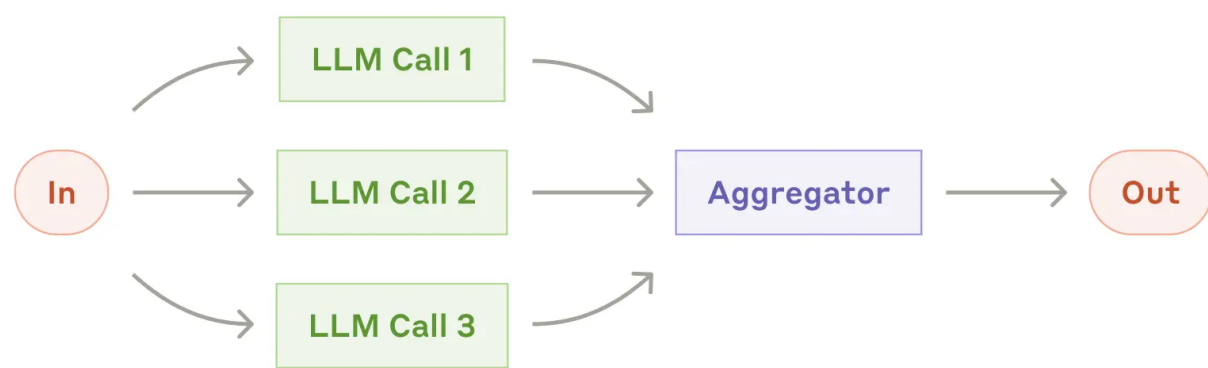 LLM Call 1
In
LLM Call 2
Aggregator
Out
LLM Call 3